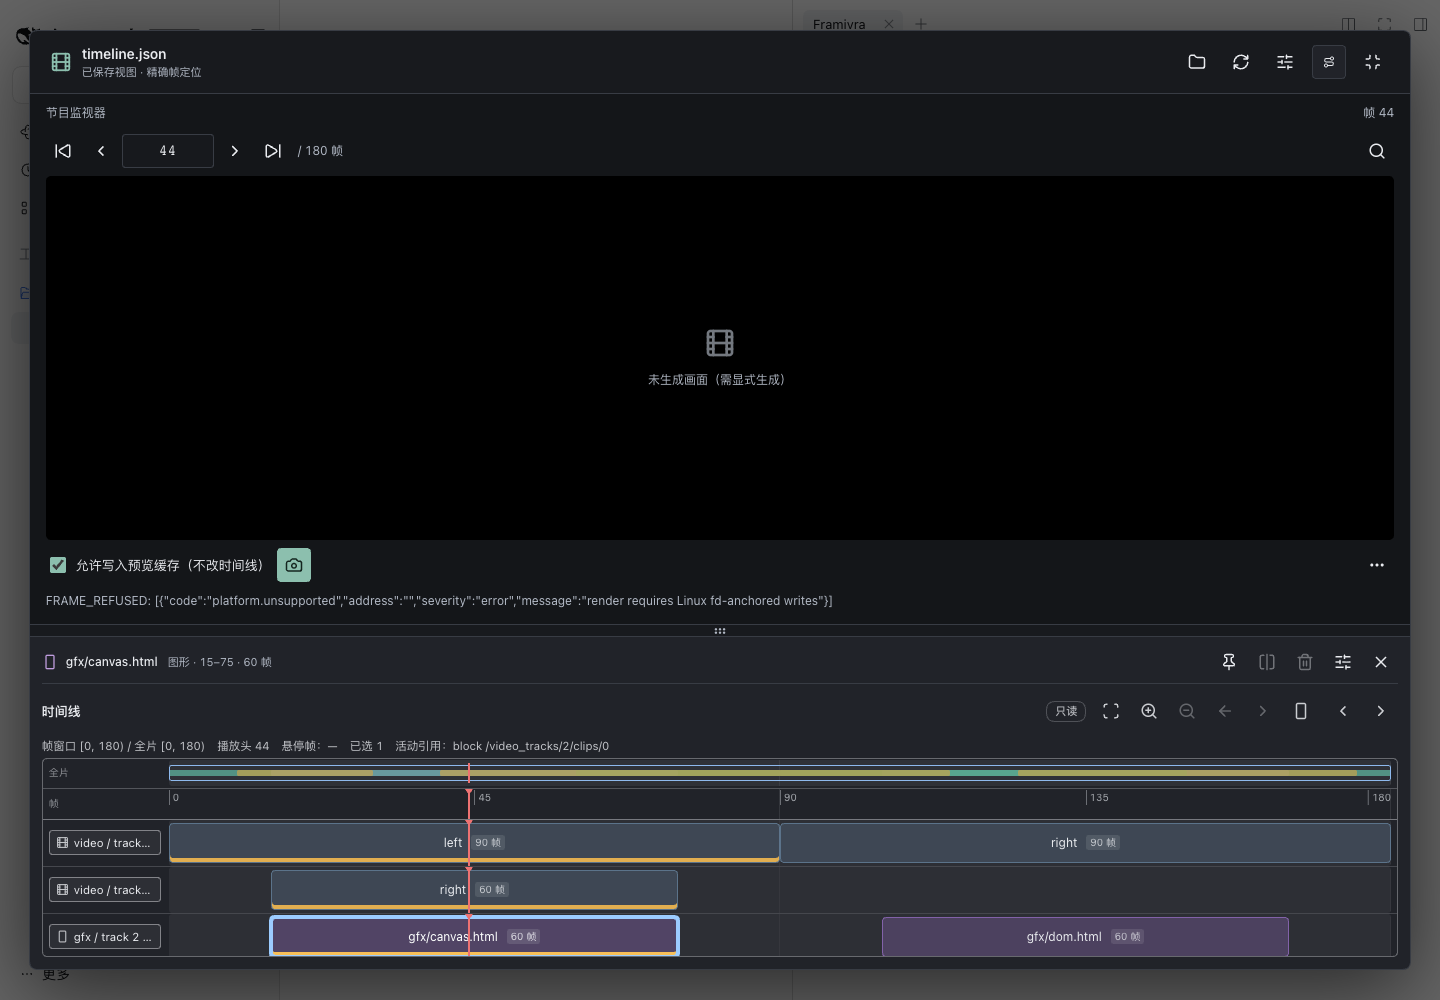 Framivra
timeline.json
已保存视图 · 精确帧定位
节目监视器
帧 44
44
/ 180 帧
未生成画面（需显式生成）
允许写入预览缓存（不改时间线）
FRAME_REFUSED: [{"code":"platform.unsupported","address":"","severity":"error","message":"render requires Linux fd-anchored writes"}]
gfx/canvas.html 图形 · 15–75 · 60 帧
时间线
只读
帧窗口 [0, 180) / 全片 [0, 180) 播放头 44 悬停帧：— 已选 1 活动引用：block /video_tracks/2/clips/0
全片
帧
0 45 90 135 180
video / track...
left 90 帧
right 90 帧
video / track...
right 60 帧
gfx / track 2 ...
gfx/canvas.html 60 帧
gfx/dom.html 60 帧
... 更多